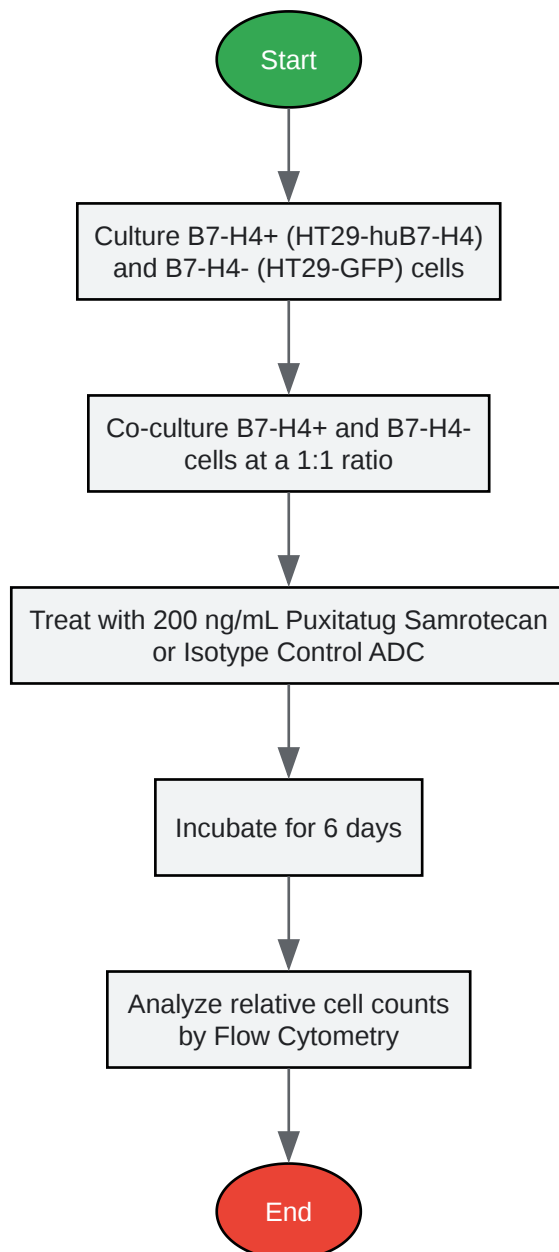 Start
Culture B7-H4+ (HT29-huB7-H4)
and B7-H4- (HT29-GFP) cells
Co-culture B7-H4+ and B7-H4-
cells at a 1:1 ratio
Treat with 200 ng/mL Puxitatug Samrotecan
or Isotype Control ADC
Incubate for 6 days
Analyze relative cell counts
by Flow Cytometry
End